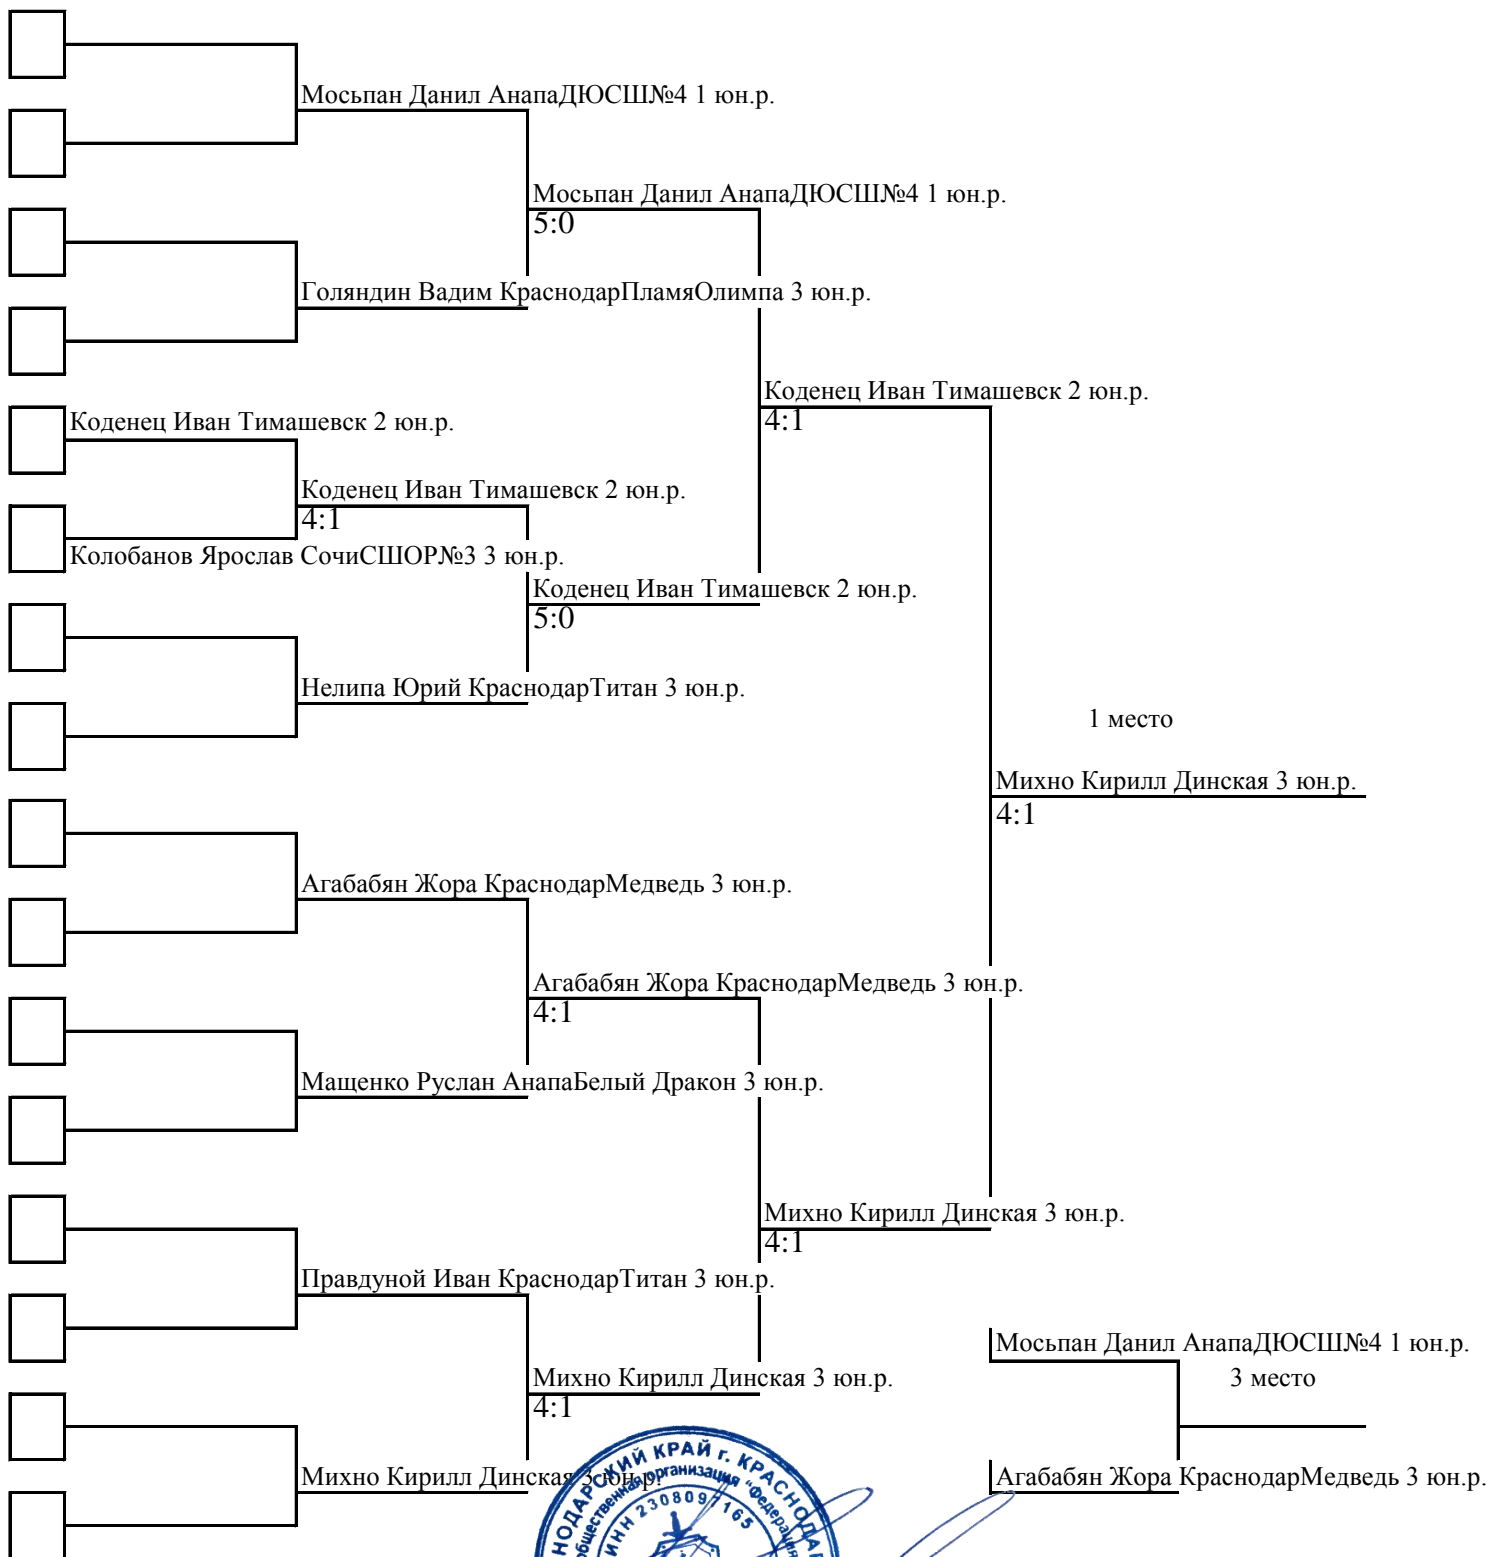 Мосьпан Данил АнапаДЮСШ№4 1 юн.р.
Мосьпан Данил АнапаДЮСШ№4 1 юн.р.
5:0
Голяндин Вадим КраснодарПламяОлимпа 3 юн.р.
Коденец Иван Тимашевск 2 юн.р.
4:1
Коденец Иван Тимашевск 2 юн.р.
Коденец Иван Тимашевск 2 юн.р.
4:1
Колобанов Ярослав СочиСШОР№3 3 юн.р.
Коденец Иван Тимашевск 2 юн.р.
5:0
Нелипа Юрий КраснодарТитан 3 юн.р.
1 место
Михно Кирилл Динская 3 юн.р.
4:1
Агабабян Жора КраснодарМедведь 3 юн.р.
Агабабян Жора КраснодарМедведь 3 юн.р.
4:1
Мащенко Руслан АнапаБелый Дракон 3 юн.р.
Михно Кирилл Динская 3 юн.р.
4:1
Правдуной Иван КраснодарТитан 3 юн.р.
Мосьпан Данил АнапаДЮСШ№4 1 юн.р.
3 место
Михно Кирилл Динская 3 юн.р.
4:1
Михно Кирилл Динская 3 юн.р.
Агабабян Жора КраснодарМедведь 3 юн.р.
КРАЙ г.
общественная организация "Федерация
ИНН 2308097165